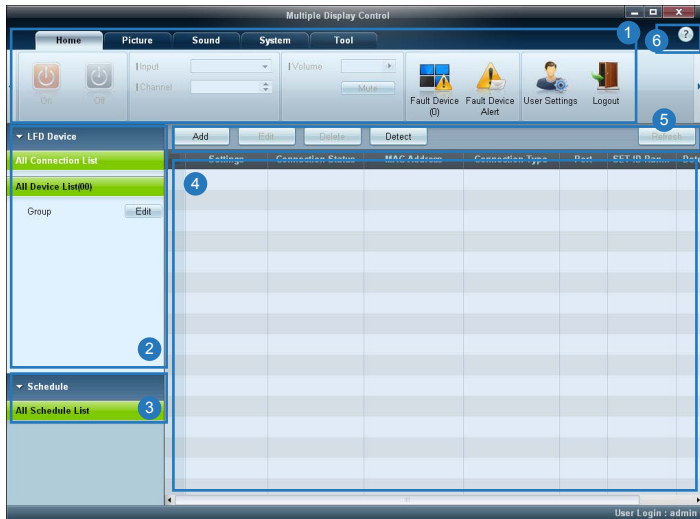 Multiple Display Control
Home Picture Sound System Tool
1
6
?
Input
Channel
Volume
Mute
On
Off
Fault Device
(0)
Fault Device
Alert
User Settings
Logout
5
LFD Device
Add Edit Delete Detect Refresh
All Connection List
Settings Connection Status MAC Address Connection Type Port SET ID Ran...
All Device List(00)
4
Group Edit
2
Schedule
All Schedule List
3
User Login : admin